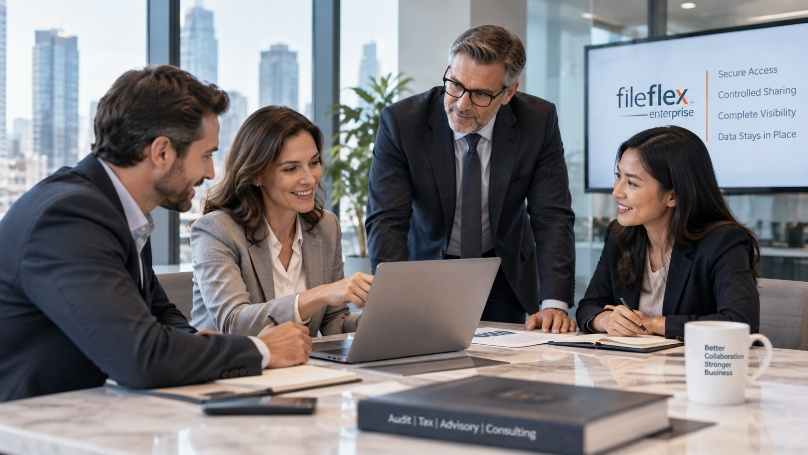 fileflex
enterprise
Secure Access
Controlled Sharing
Complete Visibility
Data Stays in Place
Better
Collaboration
Stronger
Business
Audit | Tax | Advisory | Consulting